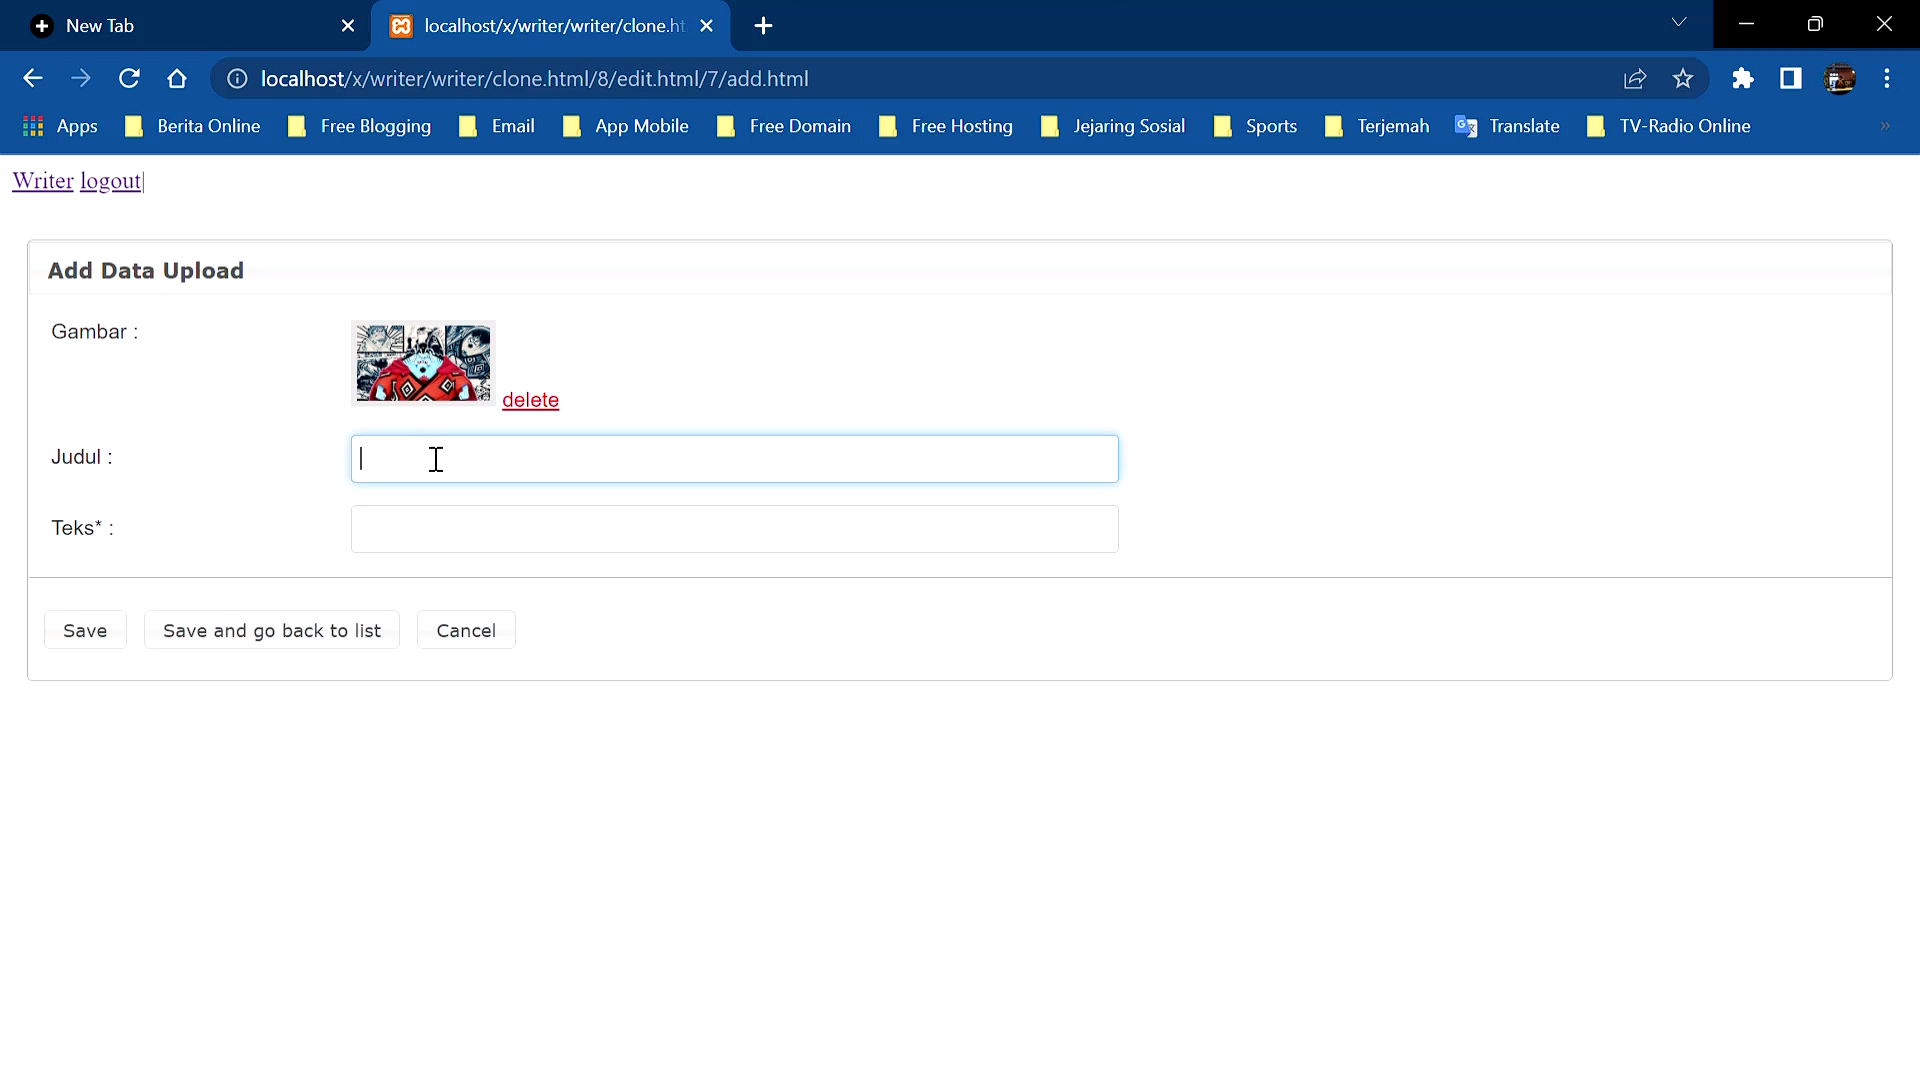 New Tab
localhost/x/writer/writer/clone.ht
localhost/x/writer/writer/clone.html/8/edit.html/7/add.html
Apps Berita Online Free Blogging Email App Mobile Free Domain Free Hosting Jejaring Sosial Sports Terjemah Translate TV-Radio Online »
Writer logout|
Add Data Upload
Gambar :
delete
Judul :
Teks* :
Save Save and go back to list Cancel